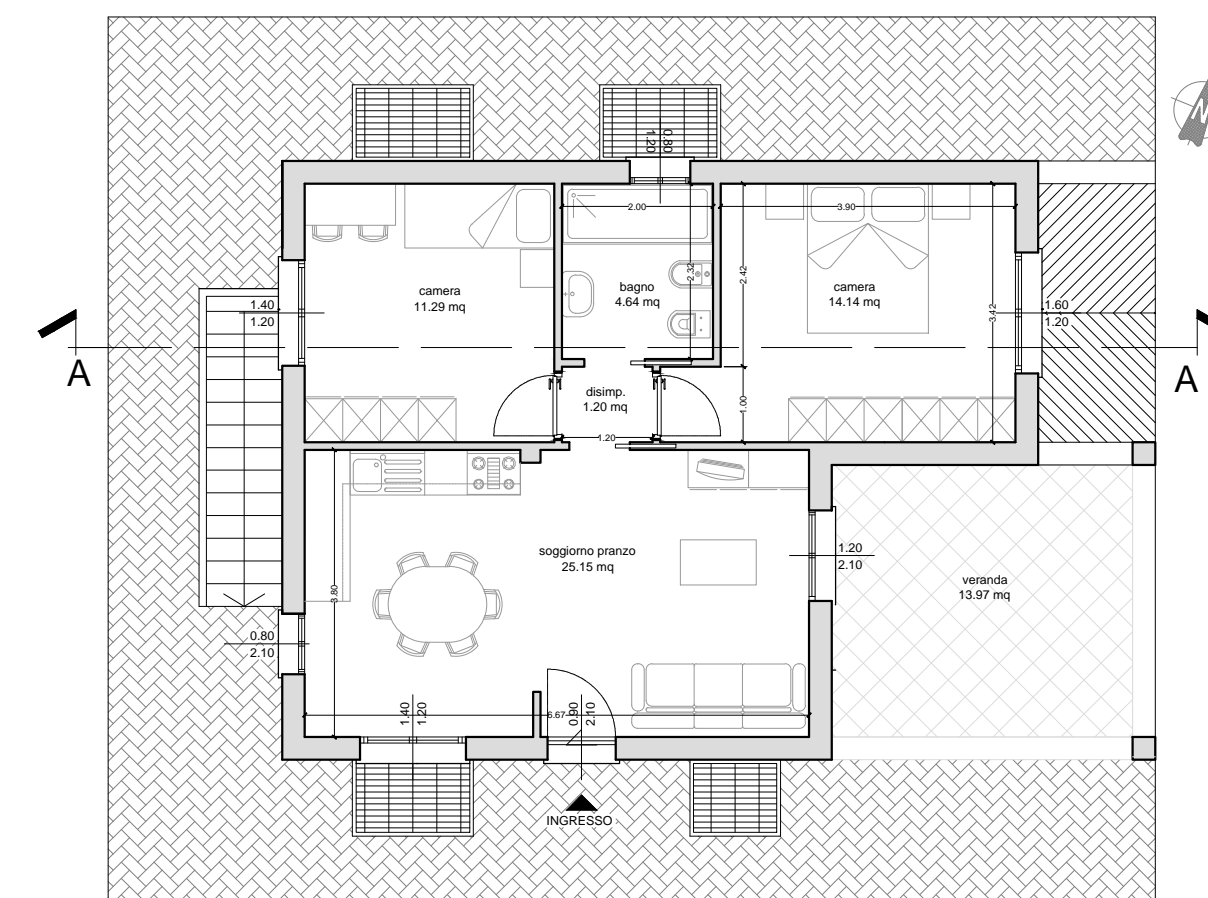 N
0.80
1.20
2.00
3.90
camera
11.29 mq
bagno
4.64 mq
2.32
2.42
camera
14.14 mq
3.42
1.40
1.20
1.60
1.20
A
A
disimp.
1.20 mq
1.00
1.20
soggiorno pranzo
25.15 mq
1.20
2.10
3.80
veranda
13.97 mq
0.80
2.10
1.40
1.20
6.67
0.90
2.10
INGRESSO